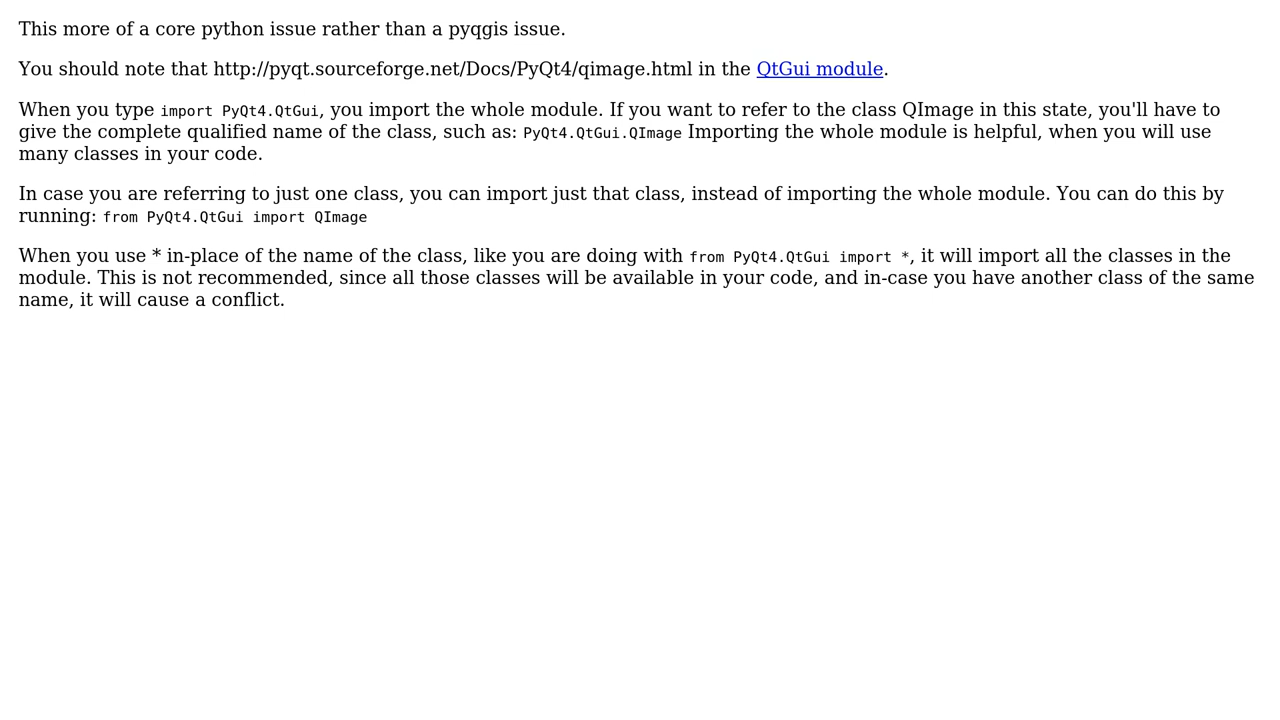 This more of a core python issue rather than a pyqgis issue.
You should note that http://pyqt.sourceforge.net/Docs/PyQt4/qimage.html in the QtGui module.
When you type import PyQt4.QtGui, you import the whole module. If you want to refer to the class QImage in this state, you'll have to
give the complete qualified name of the class, such as: PyQt4.QtGui.QImage Importing the whole module is helpful, when you will use
many classes in your code.
In case you are referring to just one class, you can import just that class, instead of importing the whole module. You can do this by
running: from PyQt4.QtGui import QImage
When you use * in-place of the name of the class, like you are doing with from PyQt4.QtGui import *, it will import all the classes in the
module. This is not recommended, since all those classes will be available in your code, and in-case you have another class of the same
name, it will cause a conflict.